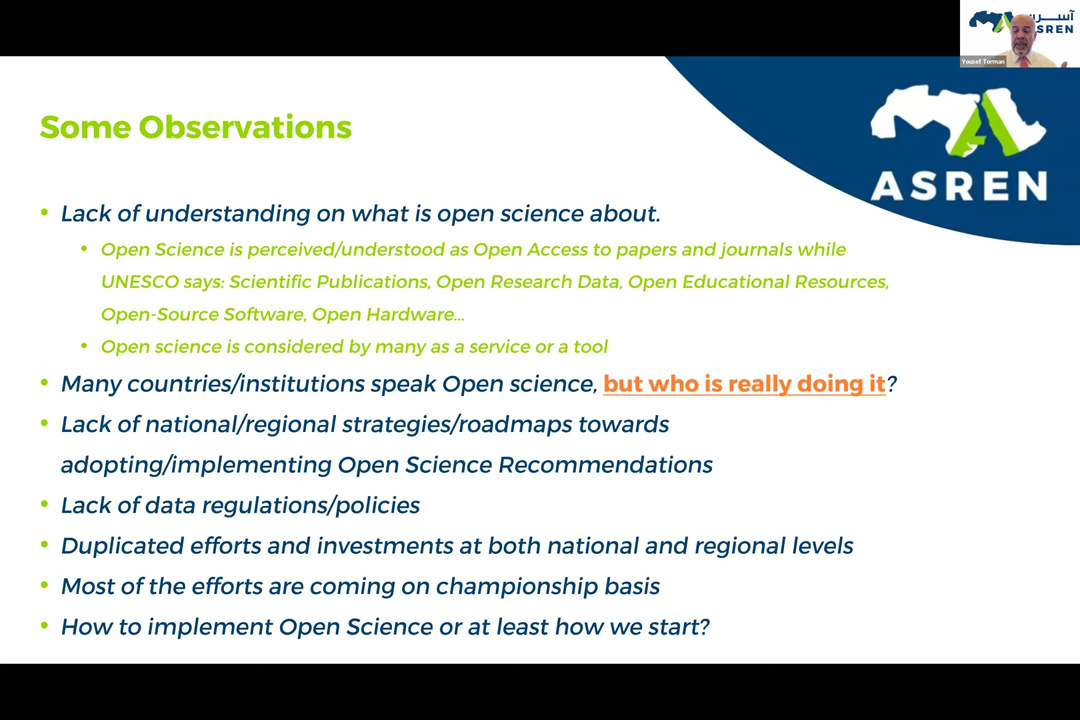 آسرن
ASREN
Yousef Torman
ASREN
Some Observations
• Lack of understanding on what is open science about.
• Open Science is perceived/understood as Open Access to papers and journals while
UNESCO says: Scientific Publications, Open Research Data, Open Educational Resources,
Open-Source Software, Open Hardware...
• Open science is considered by many as a service or a tool
• Many countries/institutions speak Open science, but who is really doing it?
• Lack of national/regional strategies/roadmaps towards
adopting/implementing Open Science Recommendations
• Lack of data regulations/policies
• Duplicated efforts and investments at both national and regional levels
• Most of the efforts are coming on championship basis
• How to implement Open Science or at least how we start?